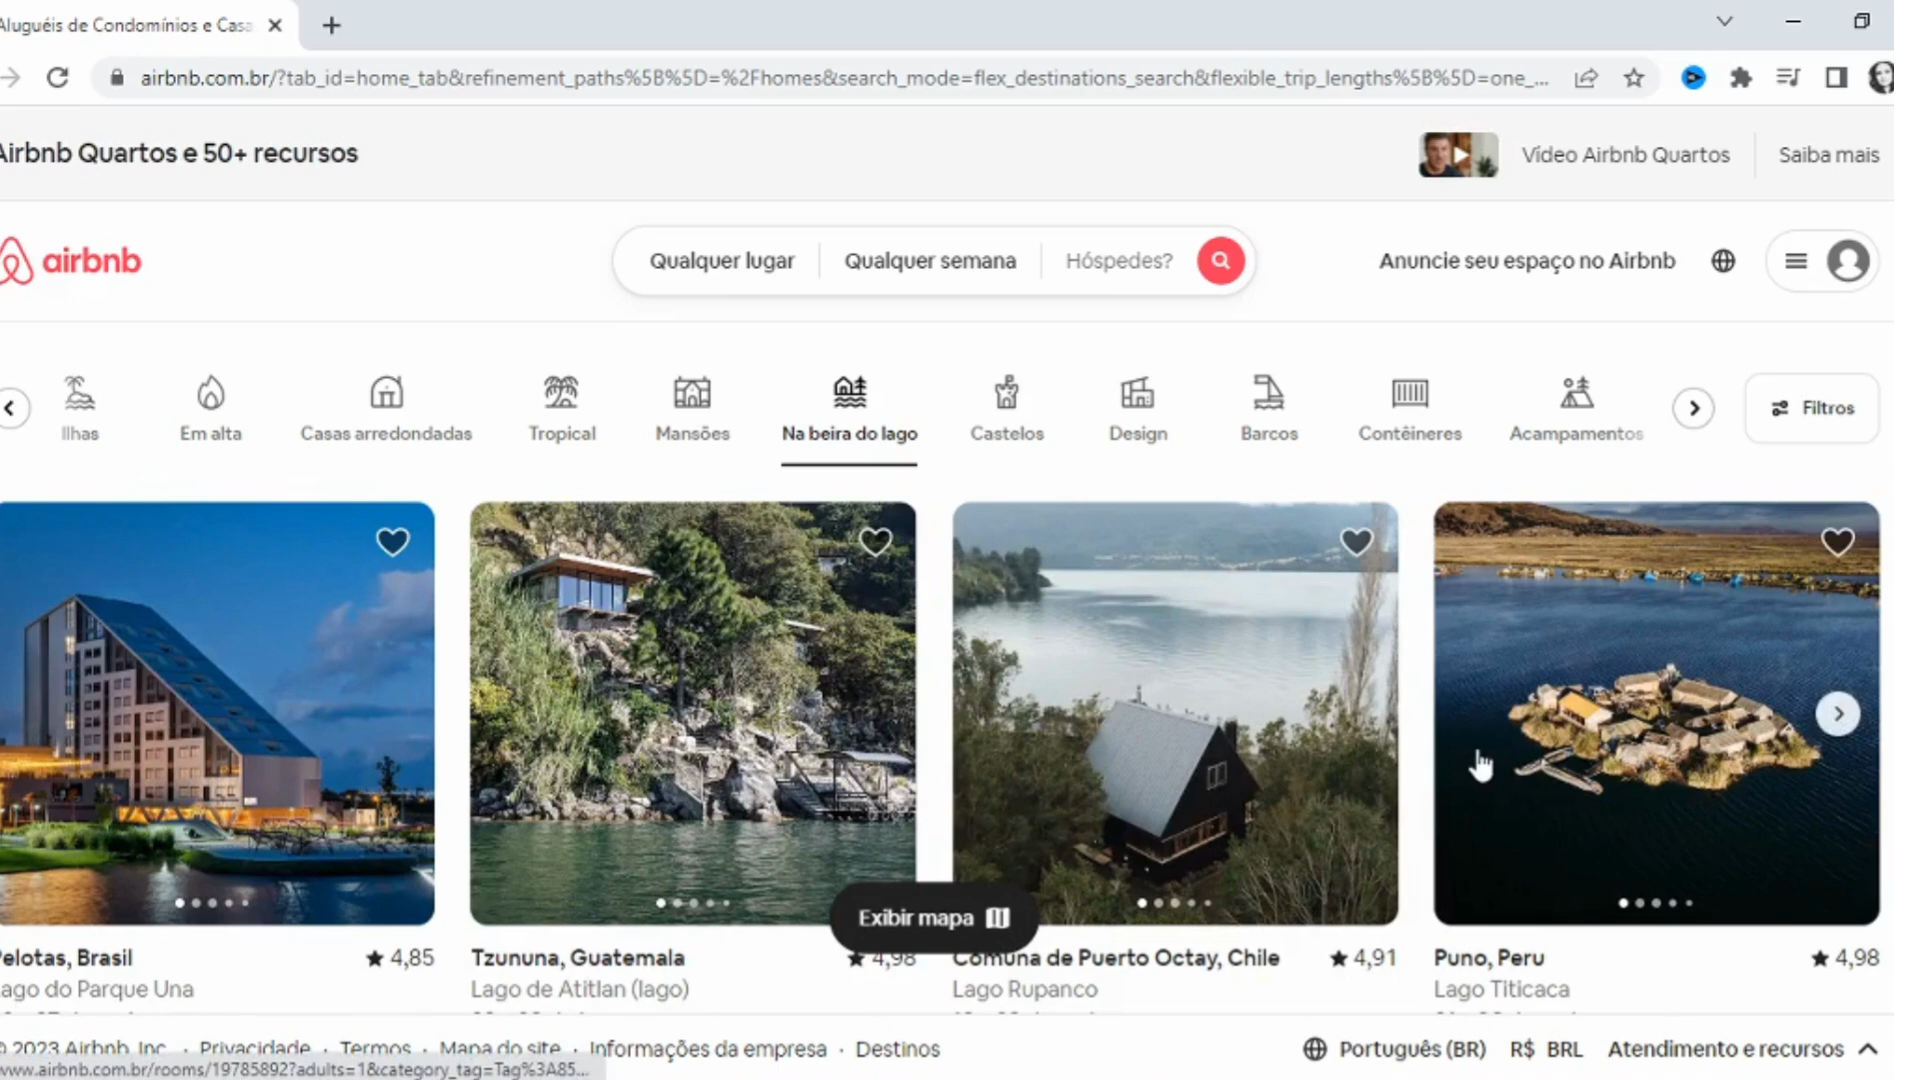 Aluguéis de Condomínios e Casa
airbnb.com.br/?tab_id=home_tab&refinement_paths%5B%5D=%2Fhomes&search_mode=flex_destinations_search&flexible_trip_lengths%5B%5D=one_...
Airbnb Quartos e 50+ recursos
Vídeo Airbnb Quartos
Saiba mais
airbnb
Qualquer lugar
Qualquer semana
Hóspedes?
Anuncie seu espaço no Airbnb
Ilhas
Em alta
Casas arredondadas
Tropical
Mansões
Na beira do lago
Castelos
Design
Barcos
Contêineres
Acampamentos
Filtros
Exibir mapa
Pelotas, Brasil
4,85
Lago do Parque Una
Tzununa, Guatemala
4,98
Lago de Atitlan (lago)
Comuna de Puerto Octay, Chile
4,91
Lago Rupanco
Puno, Peru
4,98
Lago Titicaca
© 2023 Airbnb, Inc. · Privacidade · Termos · Mapa do site · Informações da empresa · Destinos
Português (BR) R$ BRL Atendimento e recursos
www.airbnb.com.br/rooms/19785892?adults=1&category_tag=Tag%3A85...